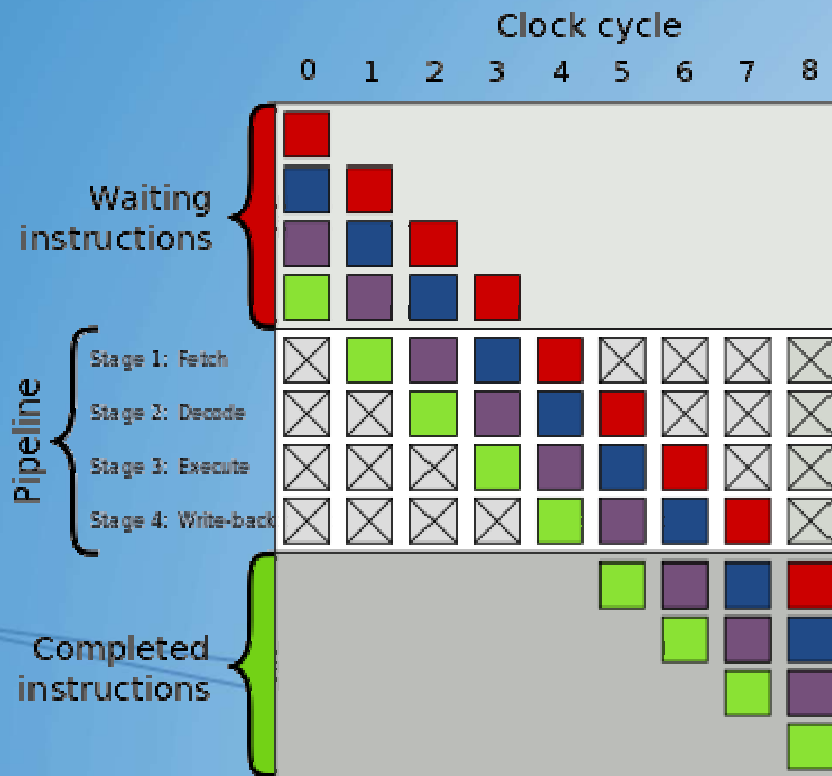 Clock cycle
0 1 2 3 4 5 6 7 8
Waiting
instructions
Pipeline
Stage 1: Fetch
Stage 2: Decode
Stage 3: Execute
Stage 4: Write-back
Completed
instructions